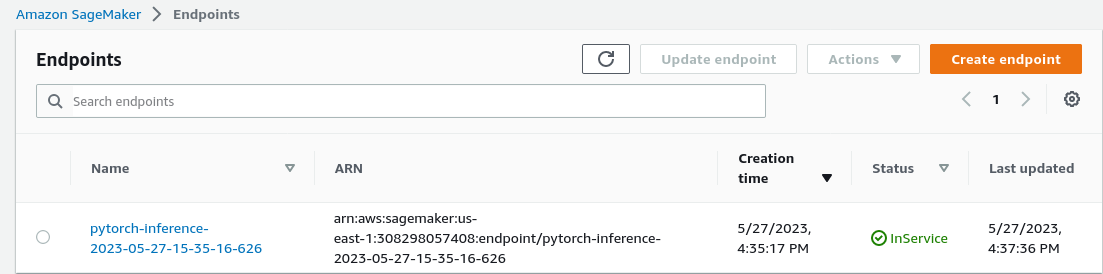 Amazon SageMaker > Endpoints
Endpoints
Update endpoint
Actions
Create endpoint
Search endpoints
1
Name
ARN
Creation
time
Status
Last updated
pytorch-inference-
2023-05-27-15-35-16-626
arn:aws:sagemaker:us-
east-1:308298057408:endpoint/pytorch-inference-
2023-05-27-15-35-16-626
5/27/2023,
4:35:17 PM
InService
5/27/2023,
4:37:36 PM